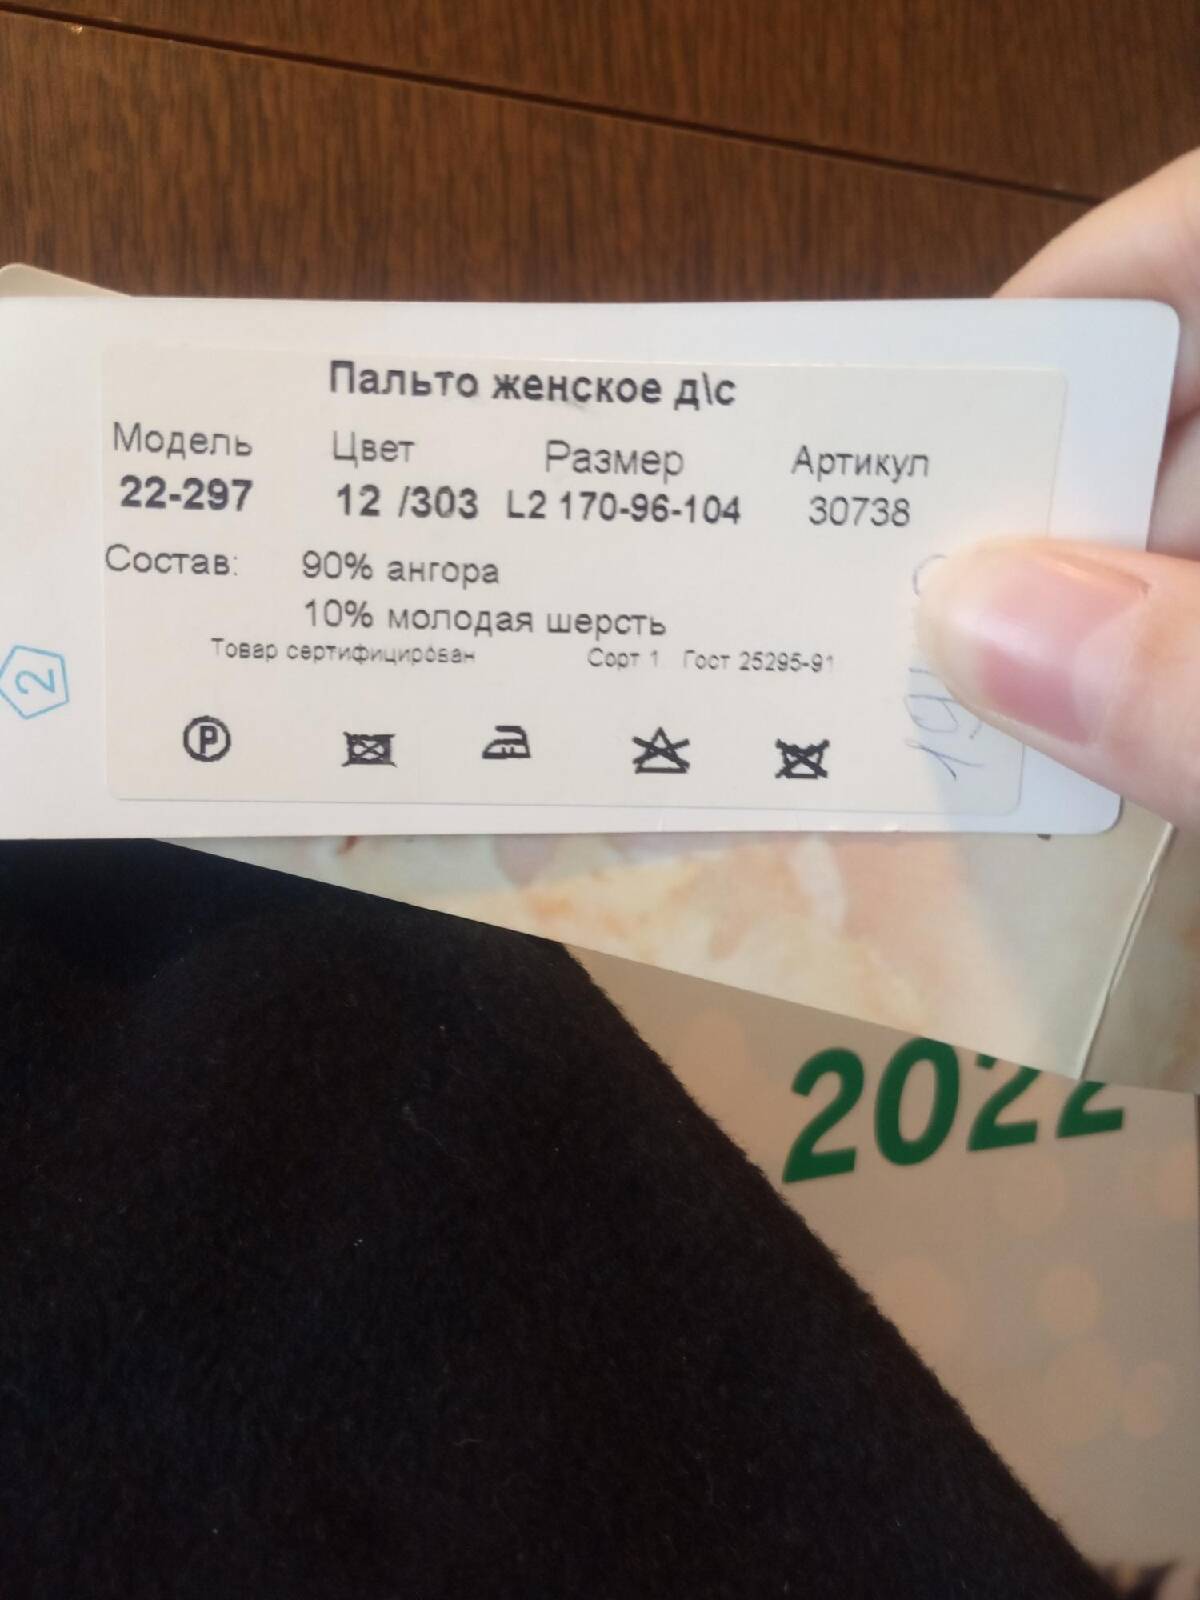 Пальто женское д\с
Модель Цвет Размер Артикул
22-297 12 /303 L2 170-96-104 30738
Состав: 90% ангора
10% молодая шерсть
Товар сертифицирован Сорт 1 Гост 25295-91
2
P
2022